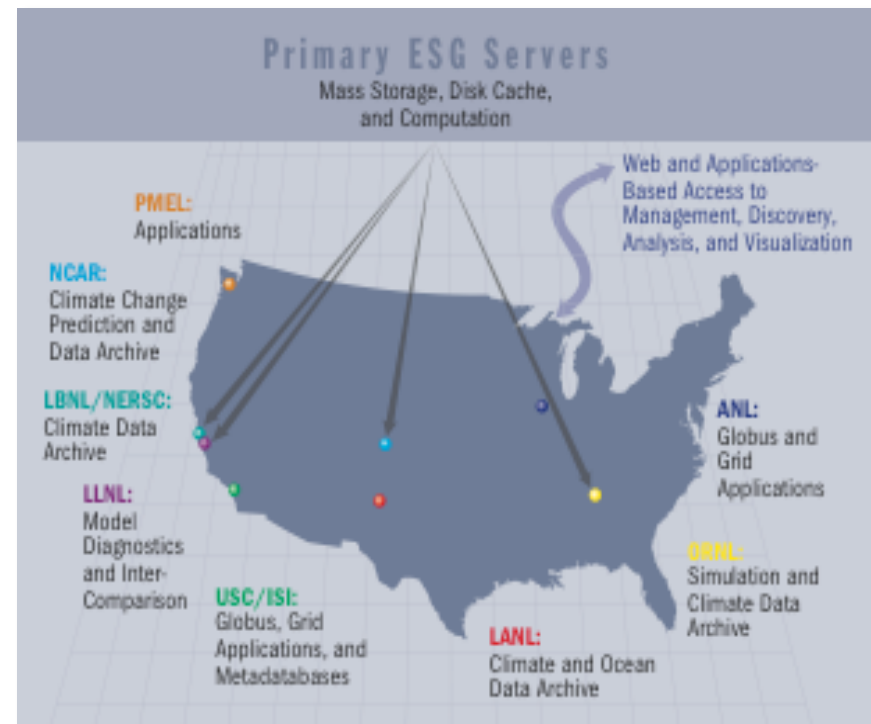 Primary ESG Servers
Mass Storage, Disk Cache,
and Computation
Web and Applications-
Based Access to
Management, Discovery,
Analysis, and Visualization
PMEL:
Applications
NCAR:
Climate Change
Prediction and
Data Archive
LBNL/NERSC:
Climate Data
Archive
LLNL:
Model
Diagnostics
and Inter-
Comparison
USC/ISI:
Globus, Grid
Applications, and
Metadatabases
LANL:
Climate and Ocean
Data Archive
ANL:
Globus and
Grid
Applications
ORNL:
Simulation and
Climate Data
Archive